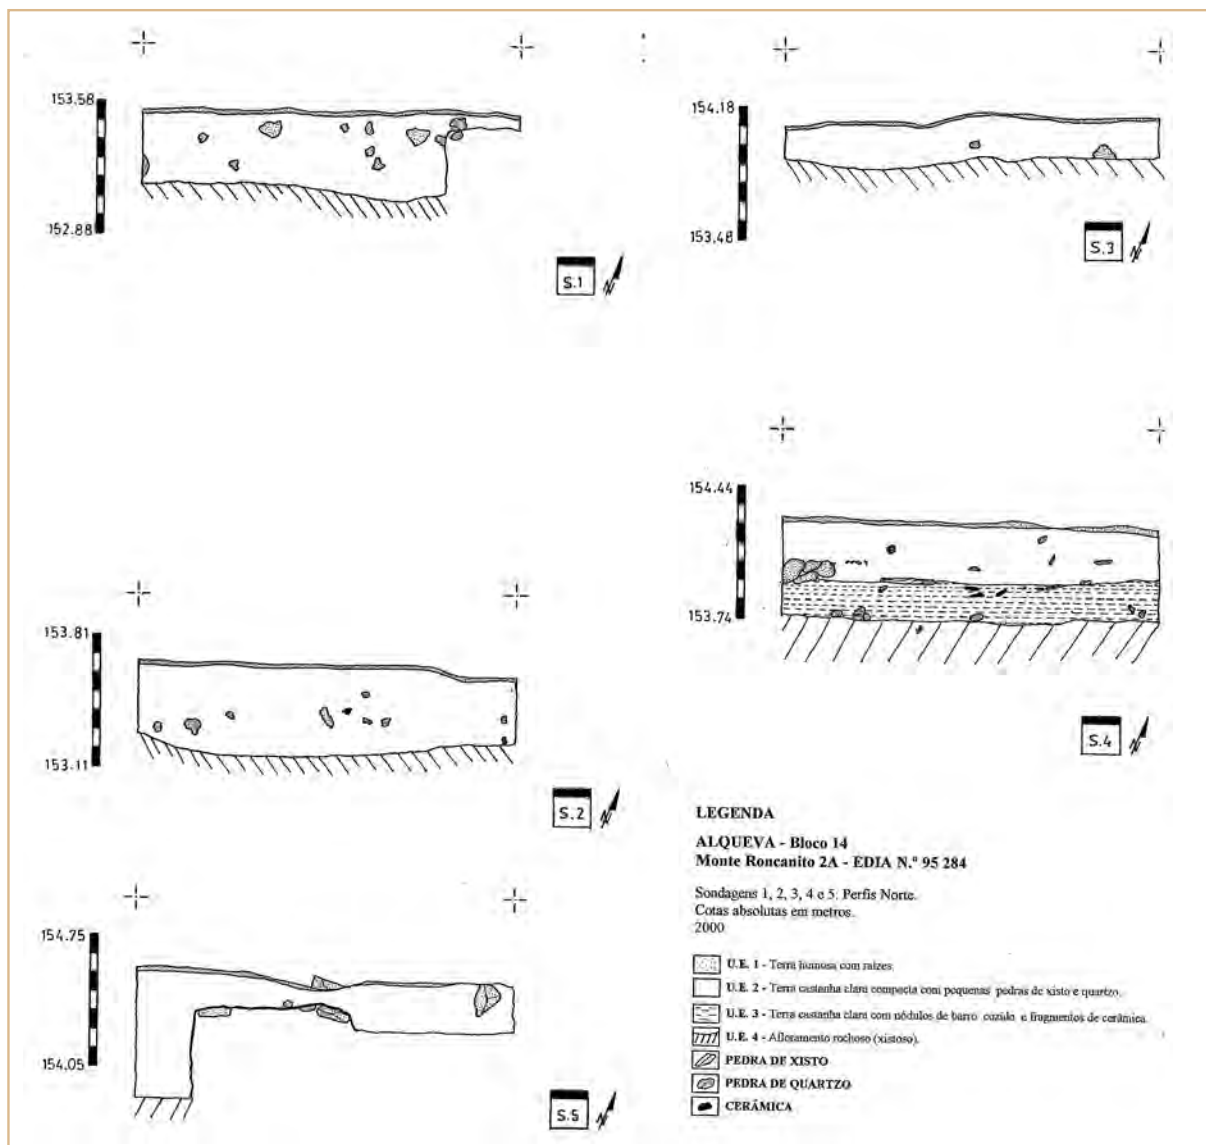 153.58
152.88
S.1
N
154.18
153.48
S.3
N
154.44
153.74
S.4
N
153.81
153.11
S.2
N
154.75
154.05
S.5
N
LEGENDA
ALQUEVA - Bloco 14
Monte Roncanito 2A - EDIA N.º 95 284
Sondagens 1, 2, 3, 4 e 5: Perfis Norte.
Cotas absolutas em metros.
2000
U.E. 1 - Terra humosa com raízes.
U.E. 2 - Terra castanha clara compacta com pequenas pedras de xisto e quartzo.
U.E. 3 - Terra castanha clara com nódulos de barro cozido e fragmentos de cerâmica.
U.E. 4 - Afloramento rochoso (xistoso).
PEDRA DE XISTO
PEDRA DE QUARTZO
CERÂMICA